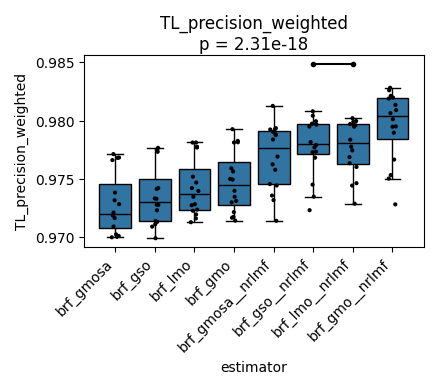 TL_precision_weighted
p = 2.31e-18
0.985
0.980
0.975
0.970
TL_precision_weighted
brf_gmosa
brf_gso
brf_lmo
brf_gmo
brf_gmosa__nrlmf
brf_gso__nrlmf
brf_lmo__nrlmf
brf_gmo__nrlmf
estimator